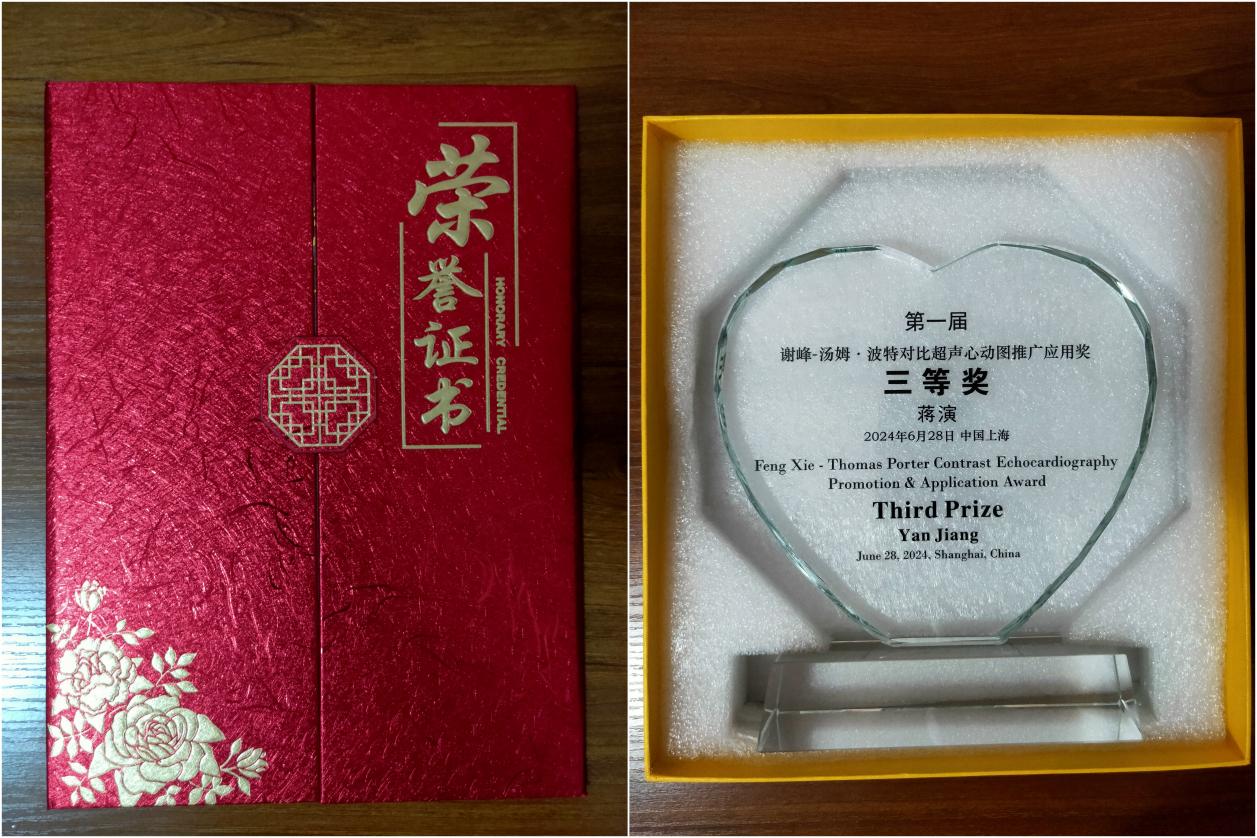 荣
誉
证
书
HONORARY CREDENTIAL
第一届
谢峰-汤姆·波特对比超声心动图推广应用奖
三等奖
蒋演
2024年6月28日 中国上海
Feng Xie - Thomas Porter Contrast Echocardiography
Promotion & Application Award
Third Prize
Yan Jiang
June 28, 2024, Shanghai, China